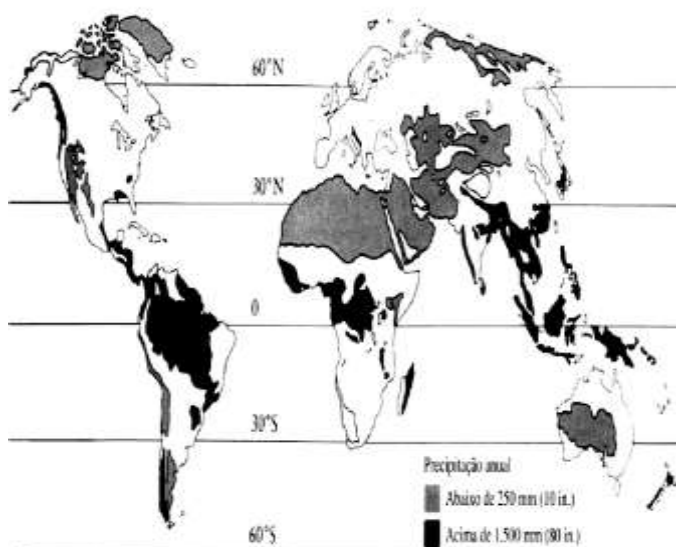 60°N
30°N
0
30°S
Precipitação anual
Abaixo de 250 mm (10 in.)
Acima de 1.500 mm (80 in.)
60°S